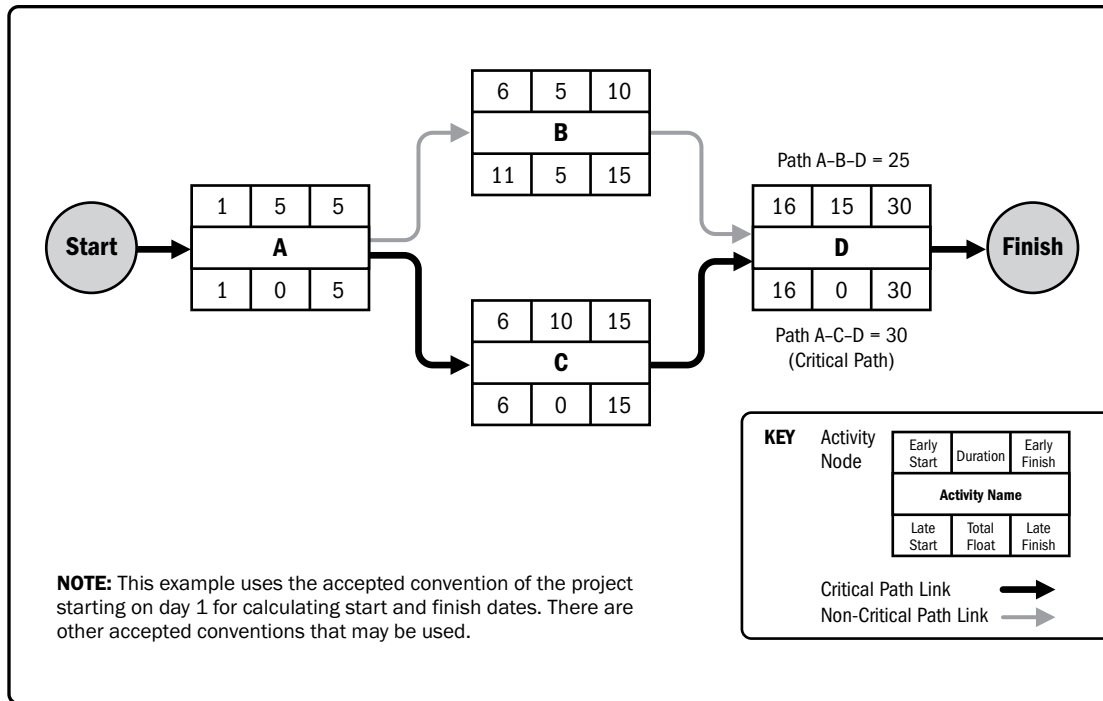 6 5 10
B
11 5 15
Path A–B–D = 25
1 5 5
A
1 0 5
Start
16 15 30
D
16 0 30
Finish
6 10 15
C
6 0 15
Path A–C–D = 30
(Critical Path)
KEY Activity
Node
Early
Start
Duration
Early
Finish
Activity Name
Late
Start
Total
Float
Late
Finish
Critical Path Link
Non-Critical Path Link
NOTE: This example uses the accepted convention of the project
starting on day 1 for calculating start and finish dates. There are
other accepted conventions that may be used.